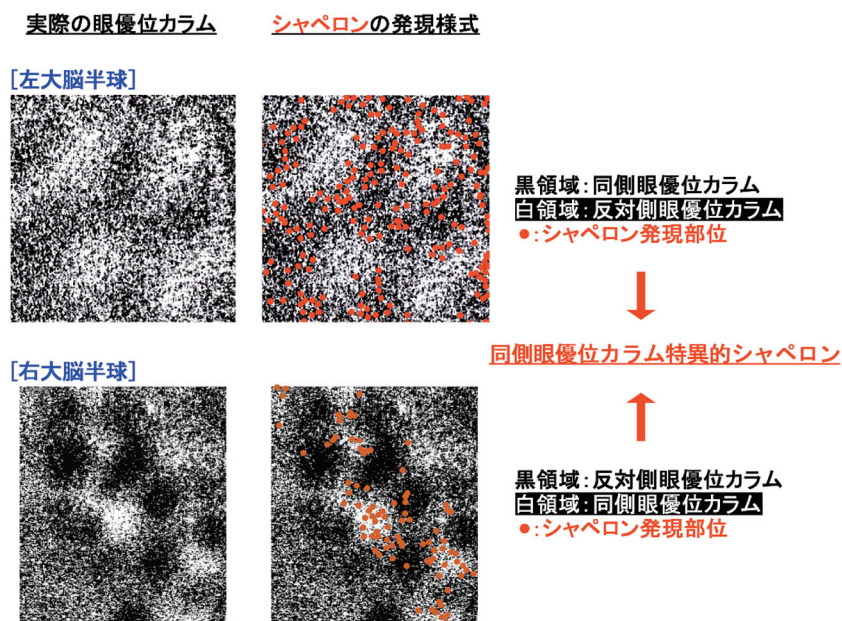 実際の眼優位カラム
シャペロンの発現様式
[左大脳半球]
黒領域:同側眼優位カラム
白領域:反対側眼優位カラム
●:シャペロン発現部位
同側眼優位カラム特異的シャペロン
[右大脳半球]
黒領域:反対側眼優位カラム
白領域:同側眼優位カラム
●:シャペロン発現部位